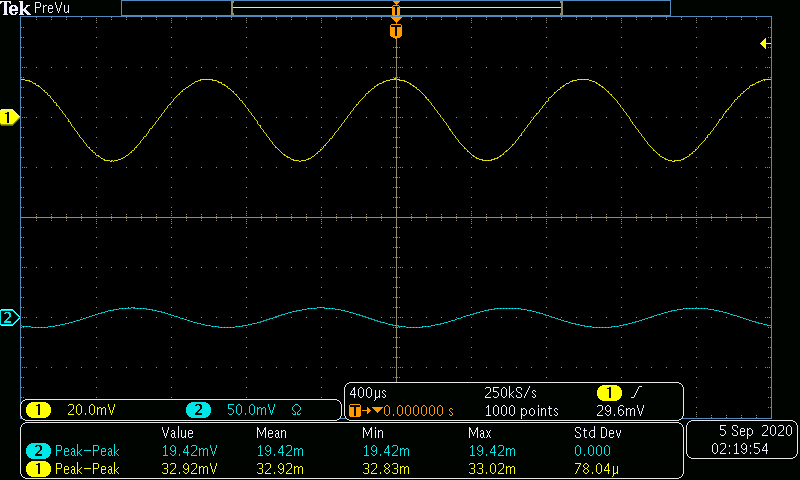 Tek PreVu
T
T
1
2
1 20.0mV 2 50.0mV Ω
400µs 250kS/s 1
T→▼0.000000 s 1000 points 29.6mV
Value Mean Min Max Std Dev
2 Peak-Peak 19.42mV 19.42m 19.42m 19.42m 0.000
1 Peak-Peak 32.92mV 32.92m 32.83m 33.02m 78.04µ
5 Sep 2020
02:19:54